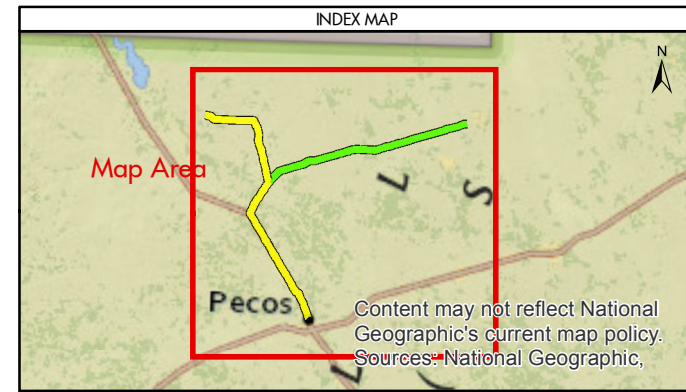 INDEX MAP
N
Map Area
L
S
Pecos
Content may not reflect National
Geographic's current map policy.
Sources: National Geographic,
L
(